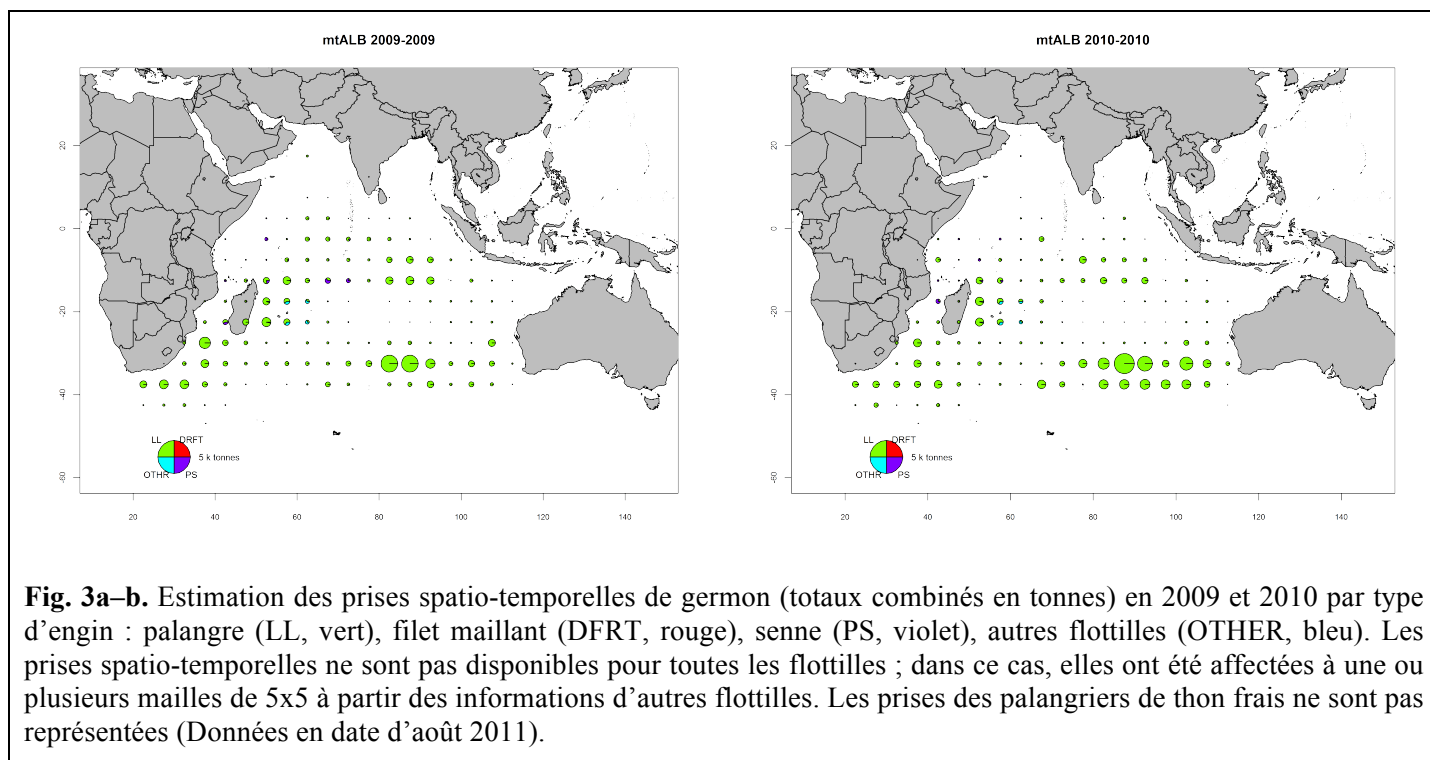 mtALB 2009-2009
mtALB 2010-2010
20
0
-20
-40
-60
LL
DRFT
5 k tonnes
OTHR
PS
20
40
60
80
100
120
140
20
0
-20
-40
-60
LL
DRFT
5 k tonnes
OTHR
PS
20
40
60
80
100
120
140
Fig. 3a–b. Estimation des prises spatio-temporelles de germon (totaux combinés en tonnes) en 2009 et 2010 par type
d’engin : palangre (LL, vert), filet maillant (DFRT, rouge), senne (PS, violet), autres flottilles (OTHER, bleu). Les
prises spatio-temporelles ne sont pas disponibles pour toutes les flottilles ; dans ce cas, elles ont été affectées à une ou
plusieurs mailles de 5x5 à partir des informations d’autres flottilles. Les prises des palangriers de thon frais ne sont pas
représentées (Données en date d’août 2011).